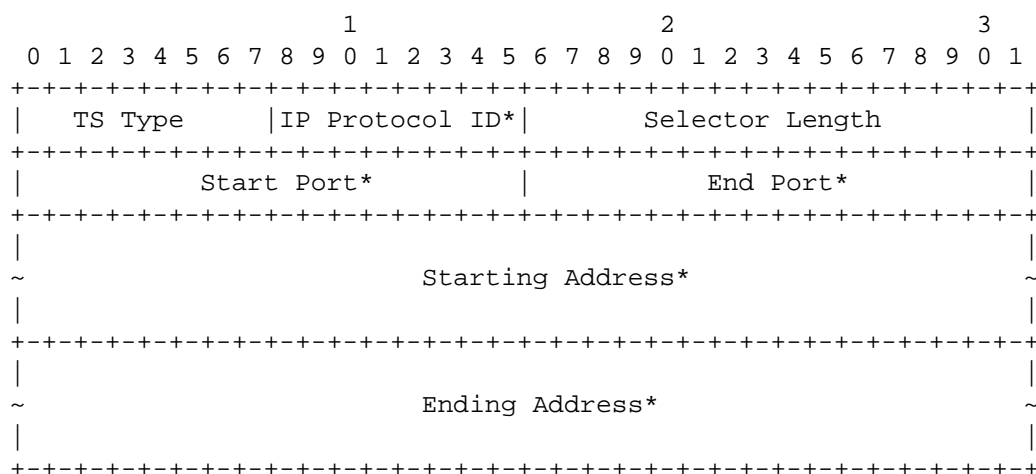 1                   2                   3
 0 1 2 3 4 5 6 7 8 9 0 1 2 3 4 5 6 7 8 9 0 1 2 3 4 5 6 7 8 9 0 1
+-+-+-+-+-+-+-+-+-+-+-+-+-+-+-+-+-+-+-+-+-+-+-+-+-+-+-+-+-+-+-+-+
|   TS Type     |IP Protocol ID*|       Selector Length         |
+-+-+-+-+-+-+-+-+-+-+-+-+-+-+-+-+-+-+-+-+-+-+-+-+-+-+-+-+-+-+-+-+
|           Start Port*         |           End Port*           |
+-+-+-+-+-+-+-+-+-+-+-+-+-+-+-+-+-+-+-+-+-+-+-+-+-+-+-+-+-+-+-+-+
|                                                               |
~                         Starting Address*                     ~
|                                                               |
+-+-+-+-+-+-+-+-+-+-+-+-+-+-+-+-+-+-+-+-+-+-+-+-+-+-+-+-+-+-+-+-+
|                                                               |
~                         Ending Address*                       ~
|                                                               |
+-+-+-+-+-+-+-+-+-+-+-+-+-+-+-+-+-+-+-+-+-+-+-+-+-+-+-+-+-+-+-+-+